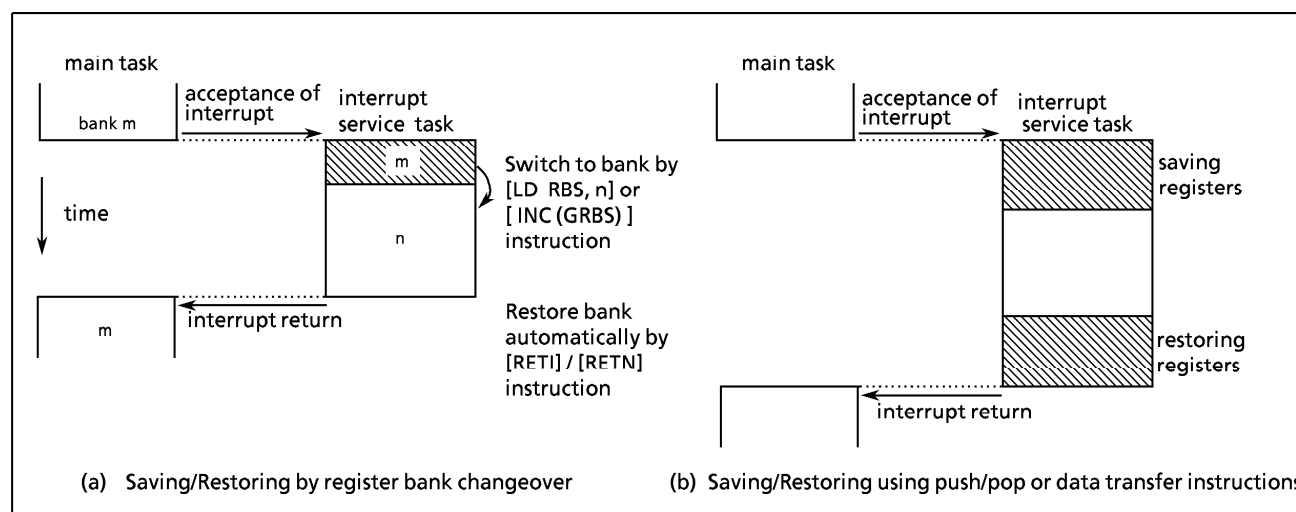 main task
bank m
acceptance of
interrupt
interrupt
service task
m
n
time
Switch to bank by
[LD RBS, n] or
[ INC (GRBS) ]
instruction
interrupt return
m
Restore bank
automatically by
[RETI] / [RETN]
instruction
(a) Saving/Restoring by register bank changeover
main task
acceptance of
interrupt
interrupt
service task
saving
registers
restoring
registers
interrupt return
(b) Saving/Restoring using push/pop or data transfer instructions